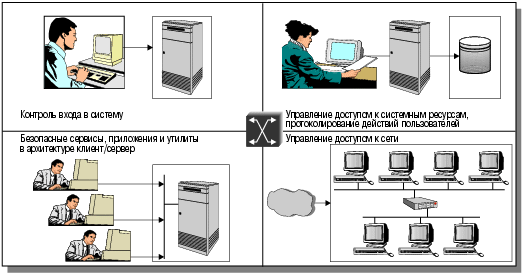 Контроль входа в систему
Управление доступом к системным ресурсам,
протоколирование действий пользователей
Безопасные сервисы, приложения и утилиты
в архитектуре клиент/сервер
Управление доступом к сети